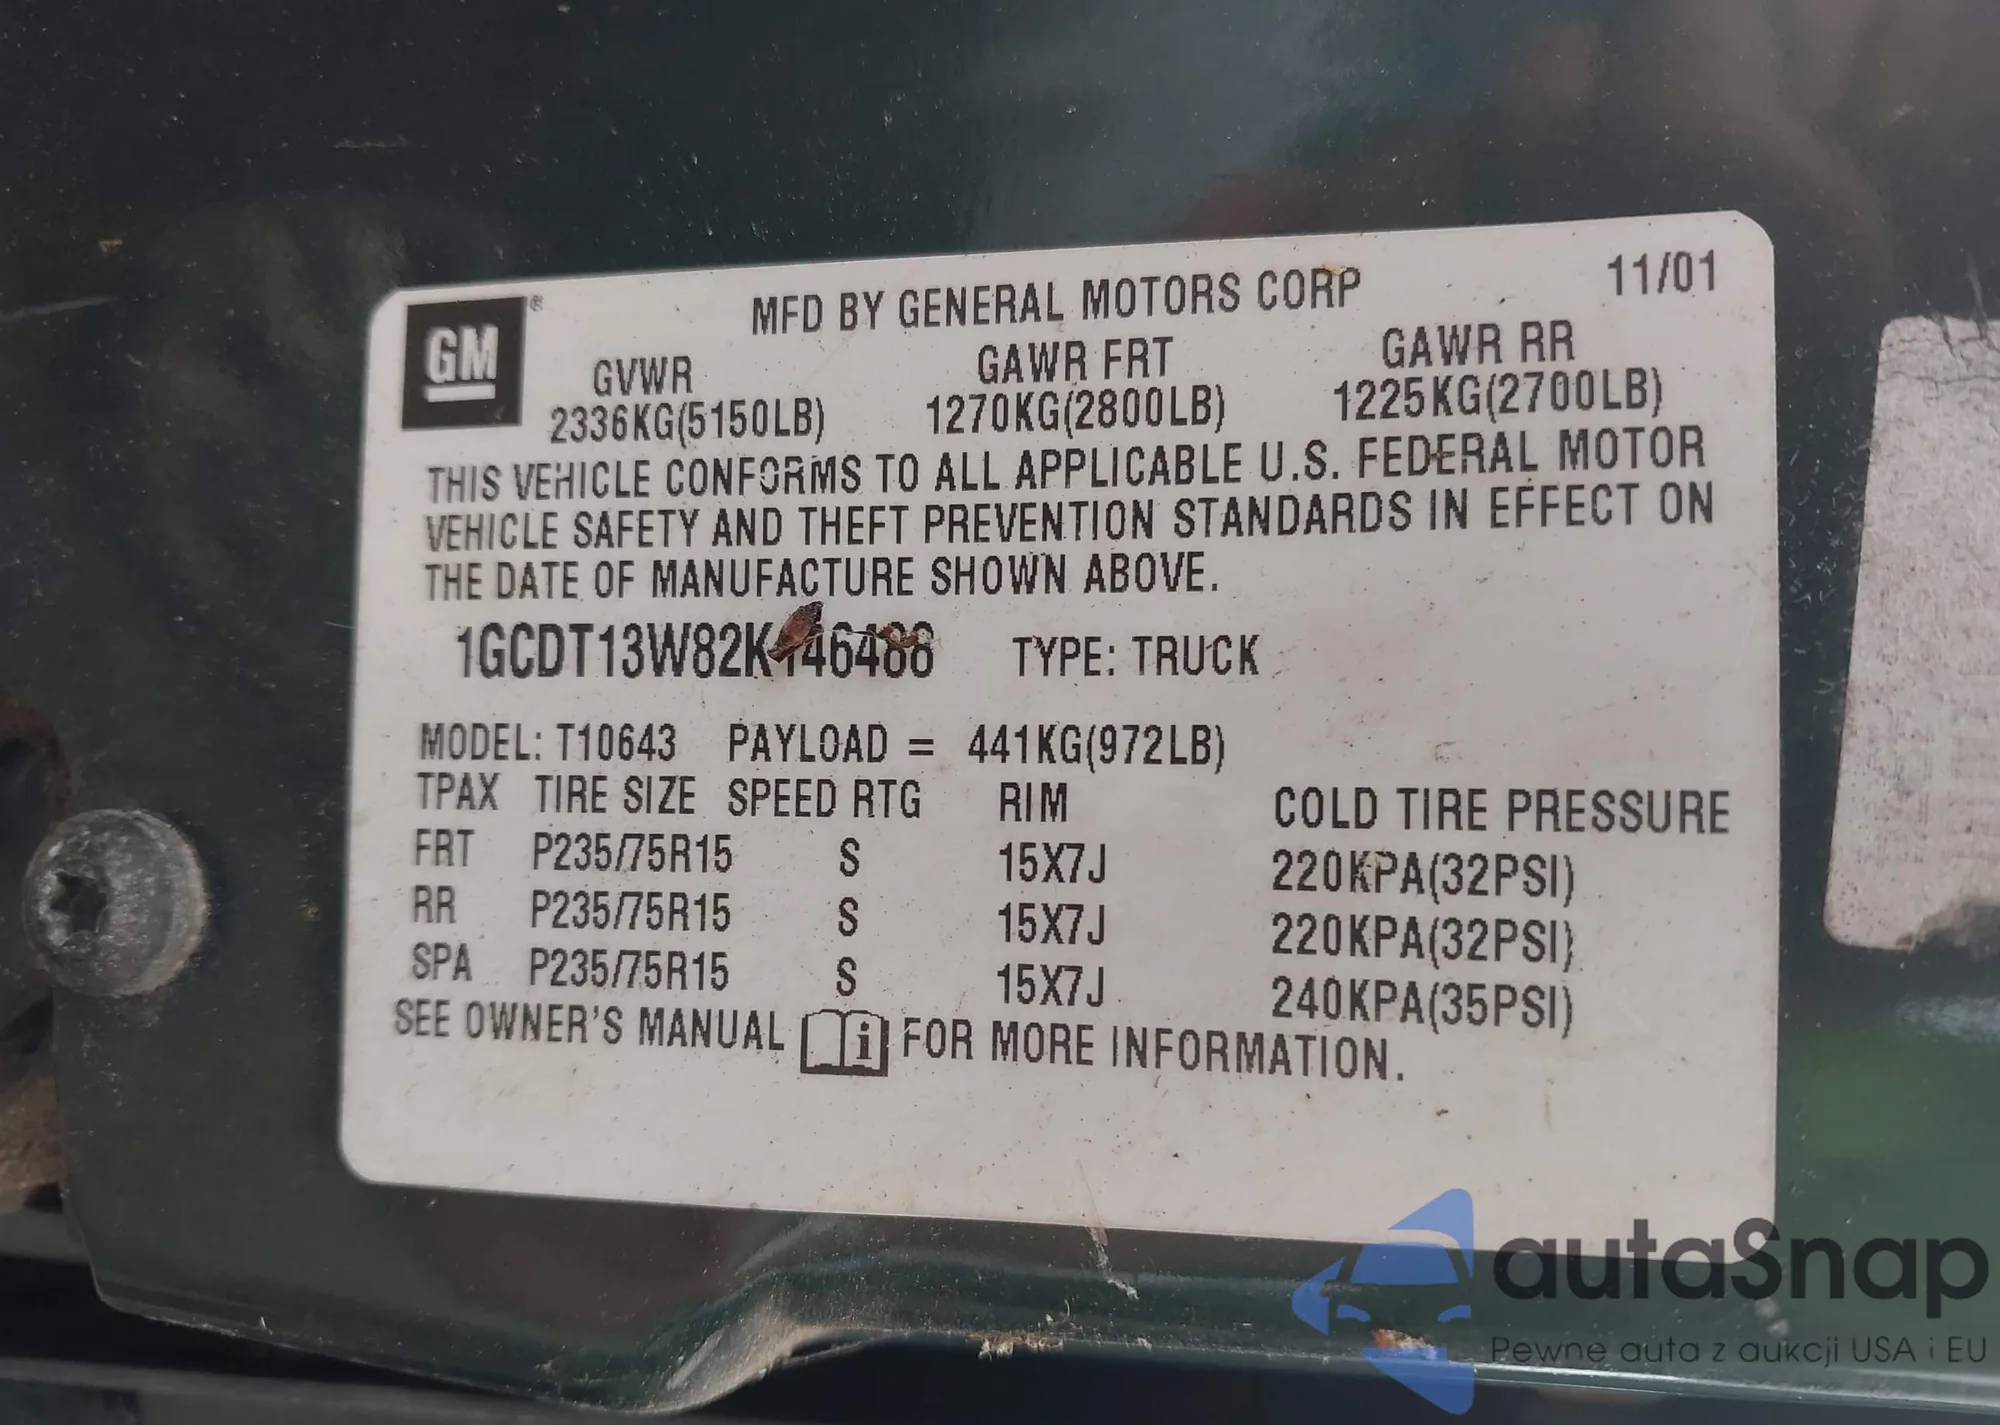 GM ®
MFD BY GENERAL MOTORS CORP 11/01
GVWR GAWR FRT GAWR RR
2336KG(5150LB) 1270KG(2800LB) 1225KG(2700LB)
THIS VEHICLE CONFORMS TO ALL APPLICABLE U.S. FEDERAL MOTOR
VEHICLE SAFETY AND THEFT PREVENTION STANDARDS IN EFFECT ON
THE DATE OF MANUFACTURE SHOWN ABOVE.
1GCDT13W82K146488 TYPE: TRUCK
MODEL: T10643 PAYLOAD = 441KG(972LB)
TPAX TIRE SIZE SPEED RTG RIM COLD TIRE PRESSURE
FRT P235/75R15 S 15X7J 220KPA(32PSI)
RR P235/75R15 S 15X7J 220KPA(32PSI)
SPA P235/75R15 S 15X7J 240KPA(35PSI)
SEE OWNER'S MANUAL i FOR MORE INFORMATION.
autaSnap
Pewne auta z aukcji USA i EU